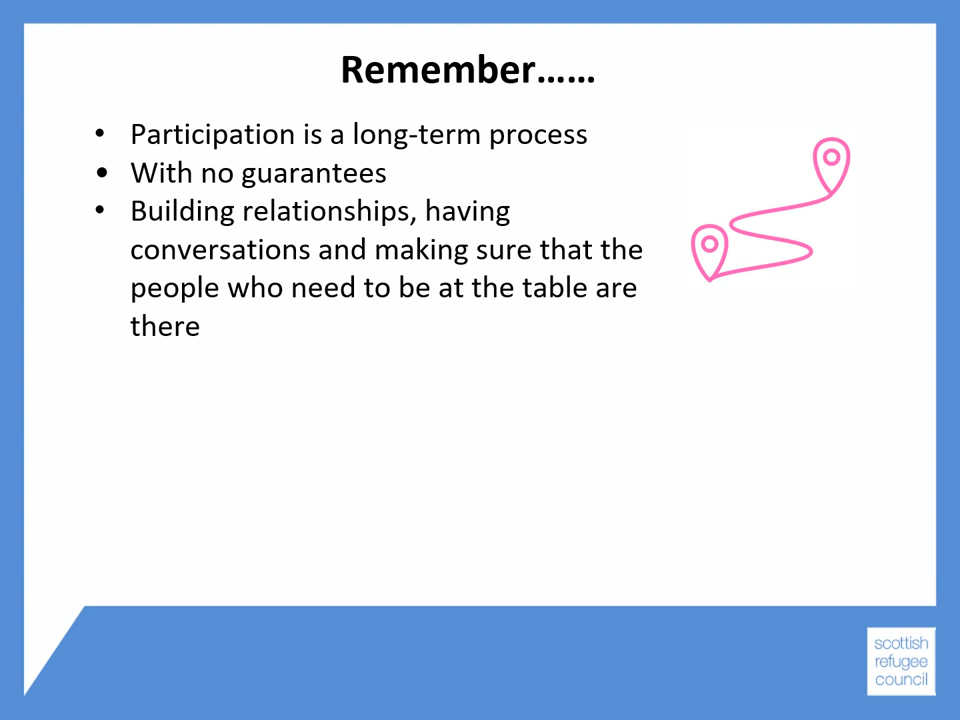 Remember……
• Participation is a long-term process
• With no guarantees
• Building relationships, having
conversations and making sure that the
people who need to be at the table are
there
scottish
refugee
council